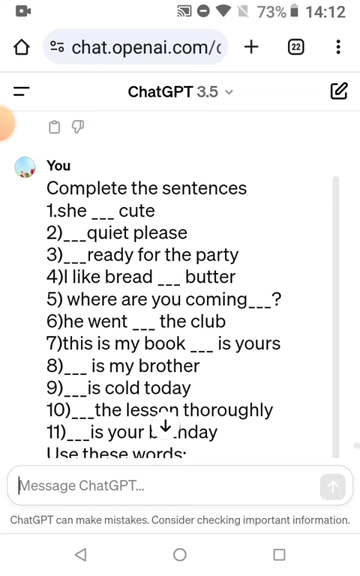 73% 14:12
chat.openai.com/c
22
ChatGPT 3.5
You
Complete the sentences
1.she ___ cute
2)___quiet please
3)___ready for the party
4)I like bread ___ butter
5) where are you coming___?
6)he went ___ the club
7)this is my book ___ is yours
8)___ is my brother
9)___is cold today
10)___the lesson thoroughly
11)___is your
Use these words:
Message ChatGPT...
ChatGPT can make mistakes. Consider checking important information.